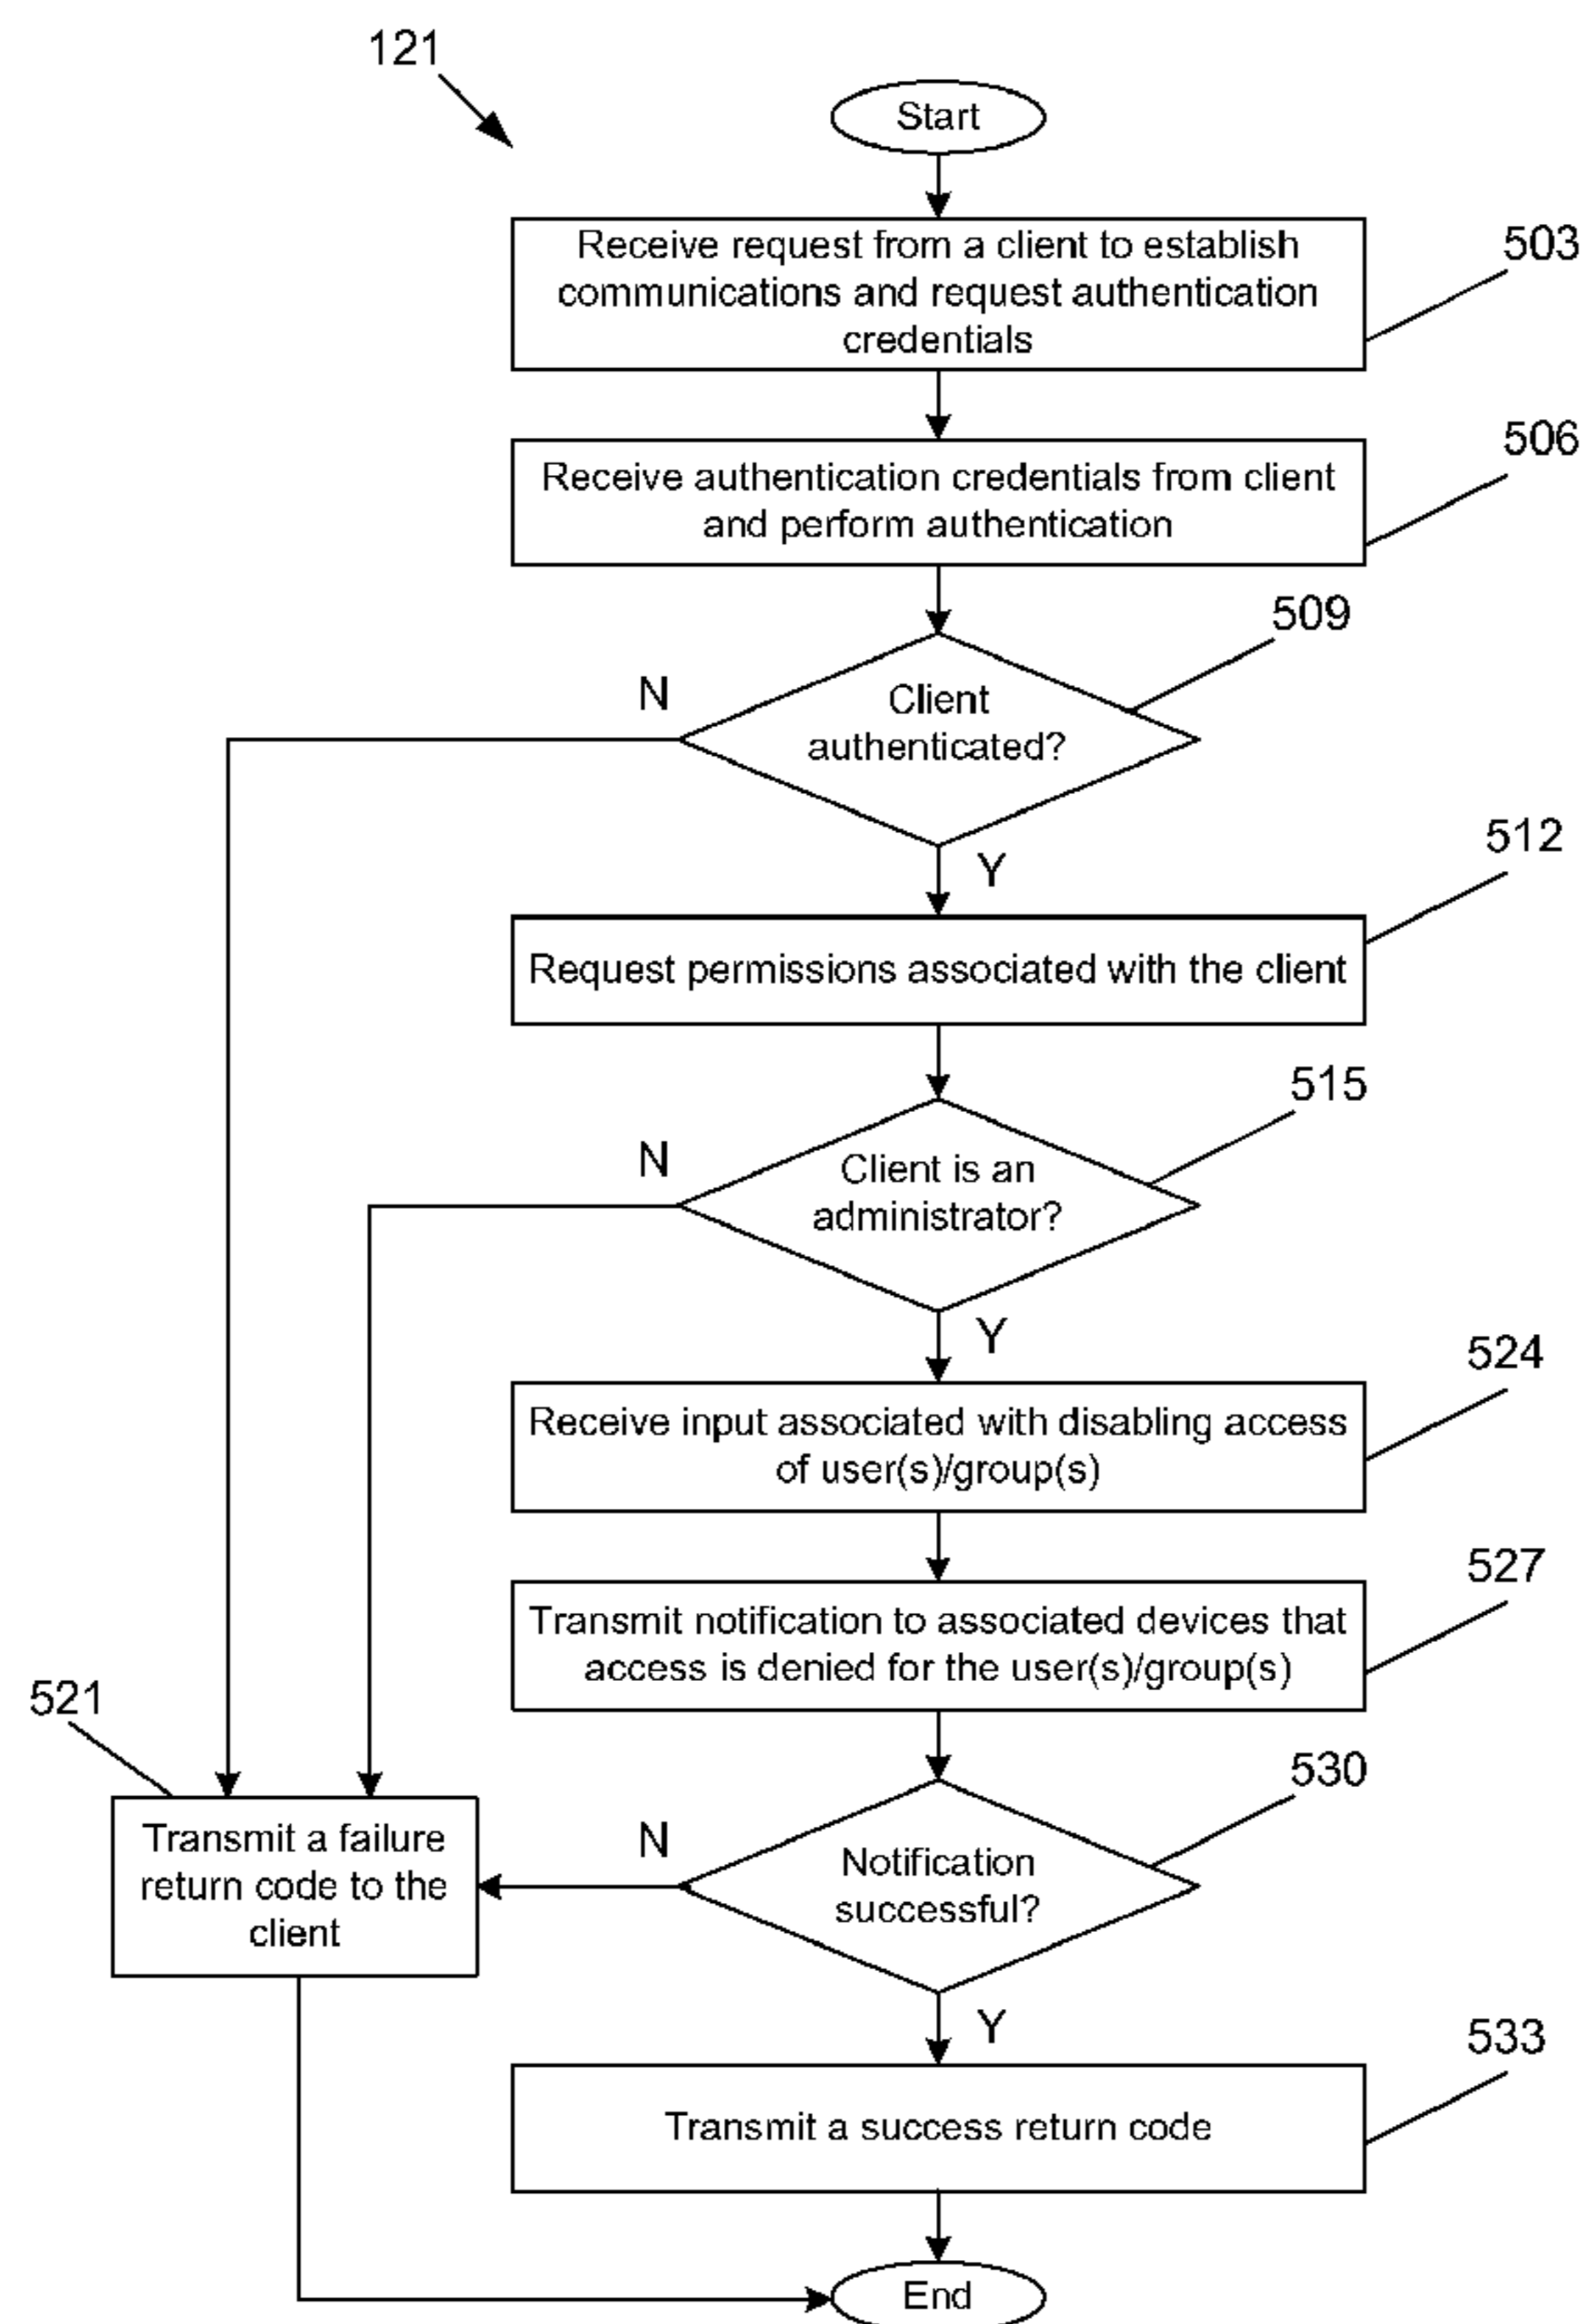 121
Start
Receive request from a client to establish
communications and request authentication
credentials
503
Receive authentication credentials from client
and perform authentication
506
509
Client
authenticated?
N
Y
512
Request permissions associated with the client
515
Client is an
administrator?
N
Y
524
Receive input associated with disabling access
of user(s)/group(s)
527
Transmit notification to associated devices that
access is denied for the user(s)/group(s)
521
Transmit a failure
return code to the
client
530
N
Notification
successful?
Y
533
Transmit a success return code
End